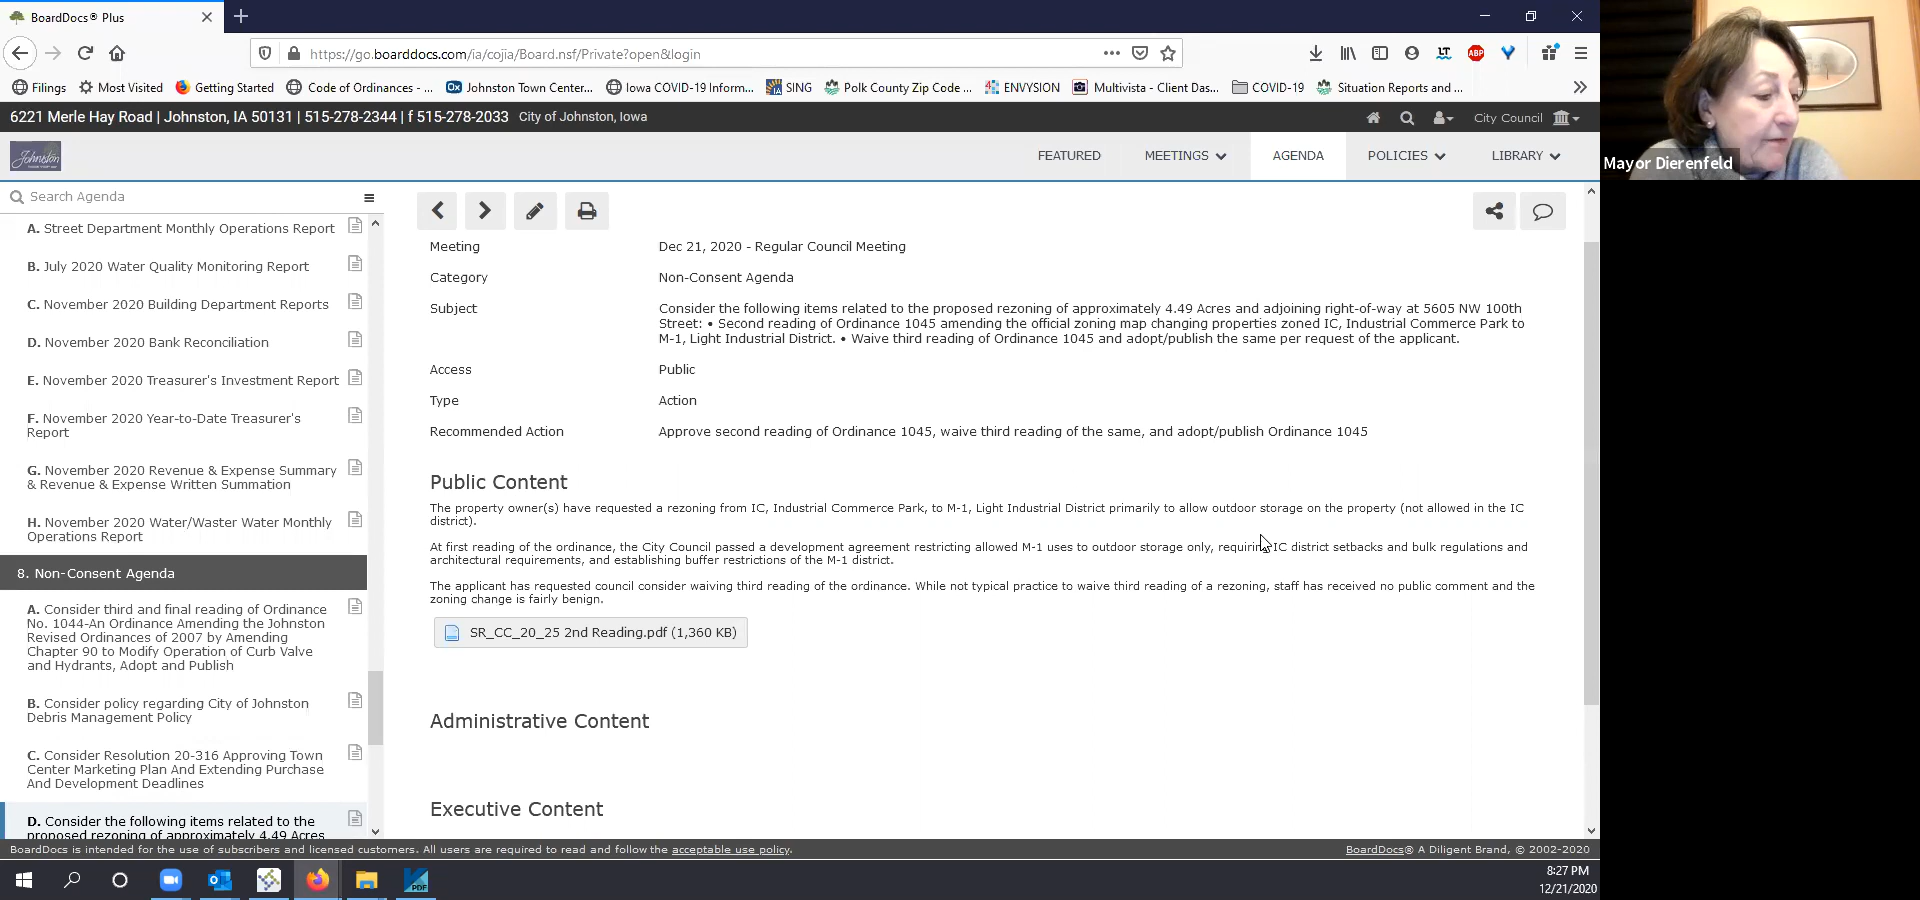 BoardDocs® Plus
https://go.boarddocs.com/ia/cojia/Board.nsf/Private?open&login
Filings
Most Visited
Getting Started
Code of Ordinances - ...
Johnston Town Center...
Iowa COVID-19 Inform...
SING
Polk County Zip Code ...
ENVYSION
Multivista - Client Das...
COVID-19
Situation Reports and ...
6221 Merle Hay Road | Johnston, IA 50131 | 515-278-2344 | f 515-278-2033
City of Johnston, Iowa
City Council
Johnston
FEATURED
MEETINGS
AGENDA
POLICIES
LIBRARY
Search Agenda
A. Street Department Monthly Operations Report
B. July 2020 Water Quality Monitoring Report
C. November 2020 Building Department Reports
D. November 2020 Bank Reconciliation
E. November 2020 Treasurer's Investment Report
F. November 2020 Year-to-Date Treasurer's
Report
G. November 2020 Revenue & Expense Summary
& Revenue & Expense Written Summation
H. November 2020 Water/Waster Water Monthly
Operations Report
8. Non-Consent Agenda
A. Consider third and final reading of Ordinance
No. 1044-An Ordinance Amending the Johnston
Revised Ordinances of 2007 by Amending
Chapter 90 to Modify Operation of Curb Valve
and Hydrants, Adopt and Publish
B. Consider policy regarding City of Johnston
Debris Management Policy
C. Consider Resolution 20-316 Approving Town
Center Marketing Plan And Extending Purchase
And Development Deadlines
D. Consider the following items related to the
proposed rezoning of approximately 4.49 Acres
Meeting
Dec 21, 2020 - Regular Council Meeting
Category
Non-Consent Agenda
Subject
Consider the following items related to the proposed rezoning of approximately 4.49 Acres and adjoining right-of-way at 5605 NW 100th
Street: • Second reading of Ordinance 1045 amending the official zoning map changing properties zoned IC, Industrial Commerce Park to
M-1, Light Industrial District. • Waive third reading of Ordinance 1045 and adopt/publish the same per request of the applicant.
Access
Public
Type
Action
Recommended Action
Approve second reading of Ordinance 1045, waive third reading of the same, and adopt/publish Ordinance 1045
Public Content
The property owner(s) have requested a rezoning from IC, Industrial Commerce Park, to M-1, Light Industrial District primarily to allow outdoor storage on the property (not allowed in the IC
district).
At first reading of the ordinance, the City Council passed a development agreement restricting allowed M-1 uses to outdoor storage only, requiring IC district setbacks and bulk regulations and
architectural requirements, and establishing buffer restrictions of the M-1 district.
The applicant has requested council consider waiving third reading of the ordinance. While not typical practice to waive third reading of a rezoning, staff has received no public comment and the
zoning change is fairly benign.
SR_CC_20_25 2nd Reading.pdf (1,360 KB)
Administrative Content
Executive Content
BoardDocs is intended for the use of subscribers and licensed customers. All users are required to read and follow the acceptable use policy.
BoardDocs® A Diligent Brand, © 2002-2020
8:27 PM
12/21/2020
Mayor Dierenfeld
LT
ABP
PDF